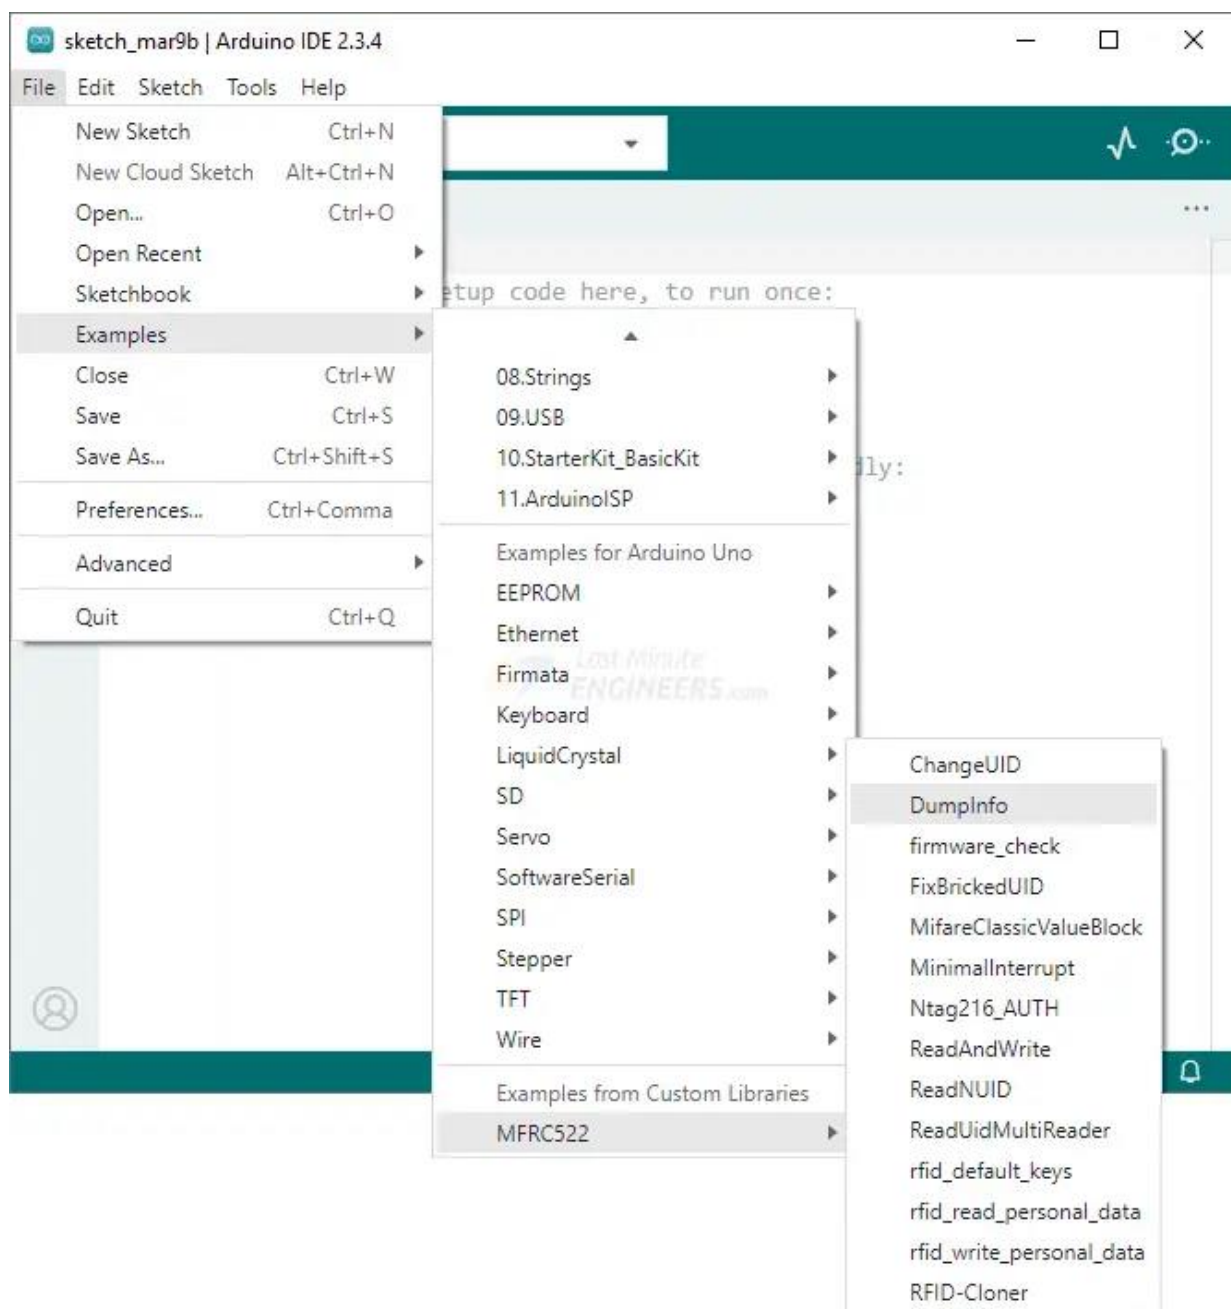 sketch_mar9b | Arduino IDE 2.3.4
File Edit Sketch Tools Help
New Sketch Ctrl+N
New Cloud Sketch Alt+Ctrl+N
Open... Ctrl+O
Open Recent
Sketchbook
Examples
Close Ctrl+W
Save Ctrl+S
Save As... Ctrl+Shift+S
Preferences... Ctrl+Comma
Advanced
Quit Ctrl+Q
etup code here, to run once:
dly:
08.Strings
09.USB
10.StarterKit_BasicKit
11.ArduinoISP
Examples for Arduino Uno
EEPROM
Ethernet
Firmata
Keyboard
LiquidCrystal
SD
Servo
SoftwareSerial
SPI
Stepper
TFT
Wire
Examples from Custom Libraries
MFRC522
Last Minute
ENGINEERS.com
ChangeUID
DumpInfo
firmware_check
FixBrickedUID
MifareClassicValueBlock
MinimalInterrupt
Ntag216_AUTH
ReadAndWrite
ReadNUID
ReadUidMultiReader
rfid_default_keys
rfid_read_personal_data
rfid_write_personal_data
RFID-Cloner